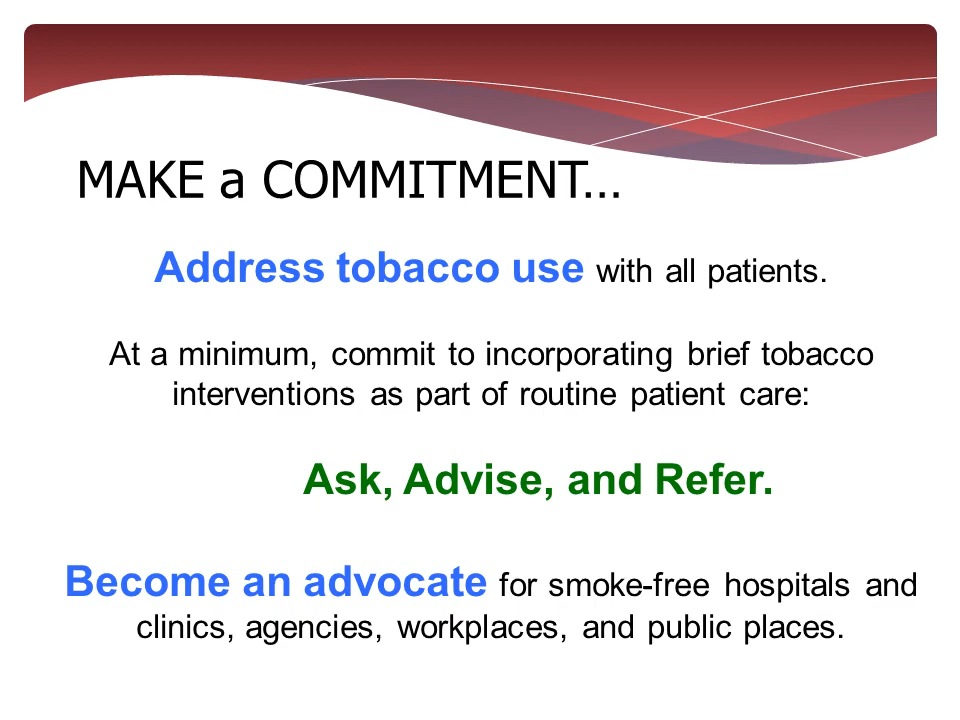 MAKE a COMMITMENT…
Address tobacco use with all patients.
At a minimum, commit to incorporating brief tobacco
interventions as part of routine patient care:
Ask, Advise, and Refer.
Become an advocate for smoke-free hospitals and
clinics, agencies, workplaces, and public places.